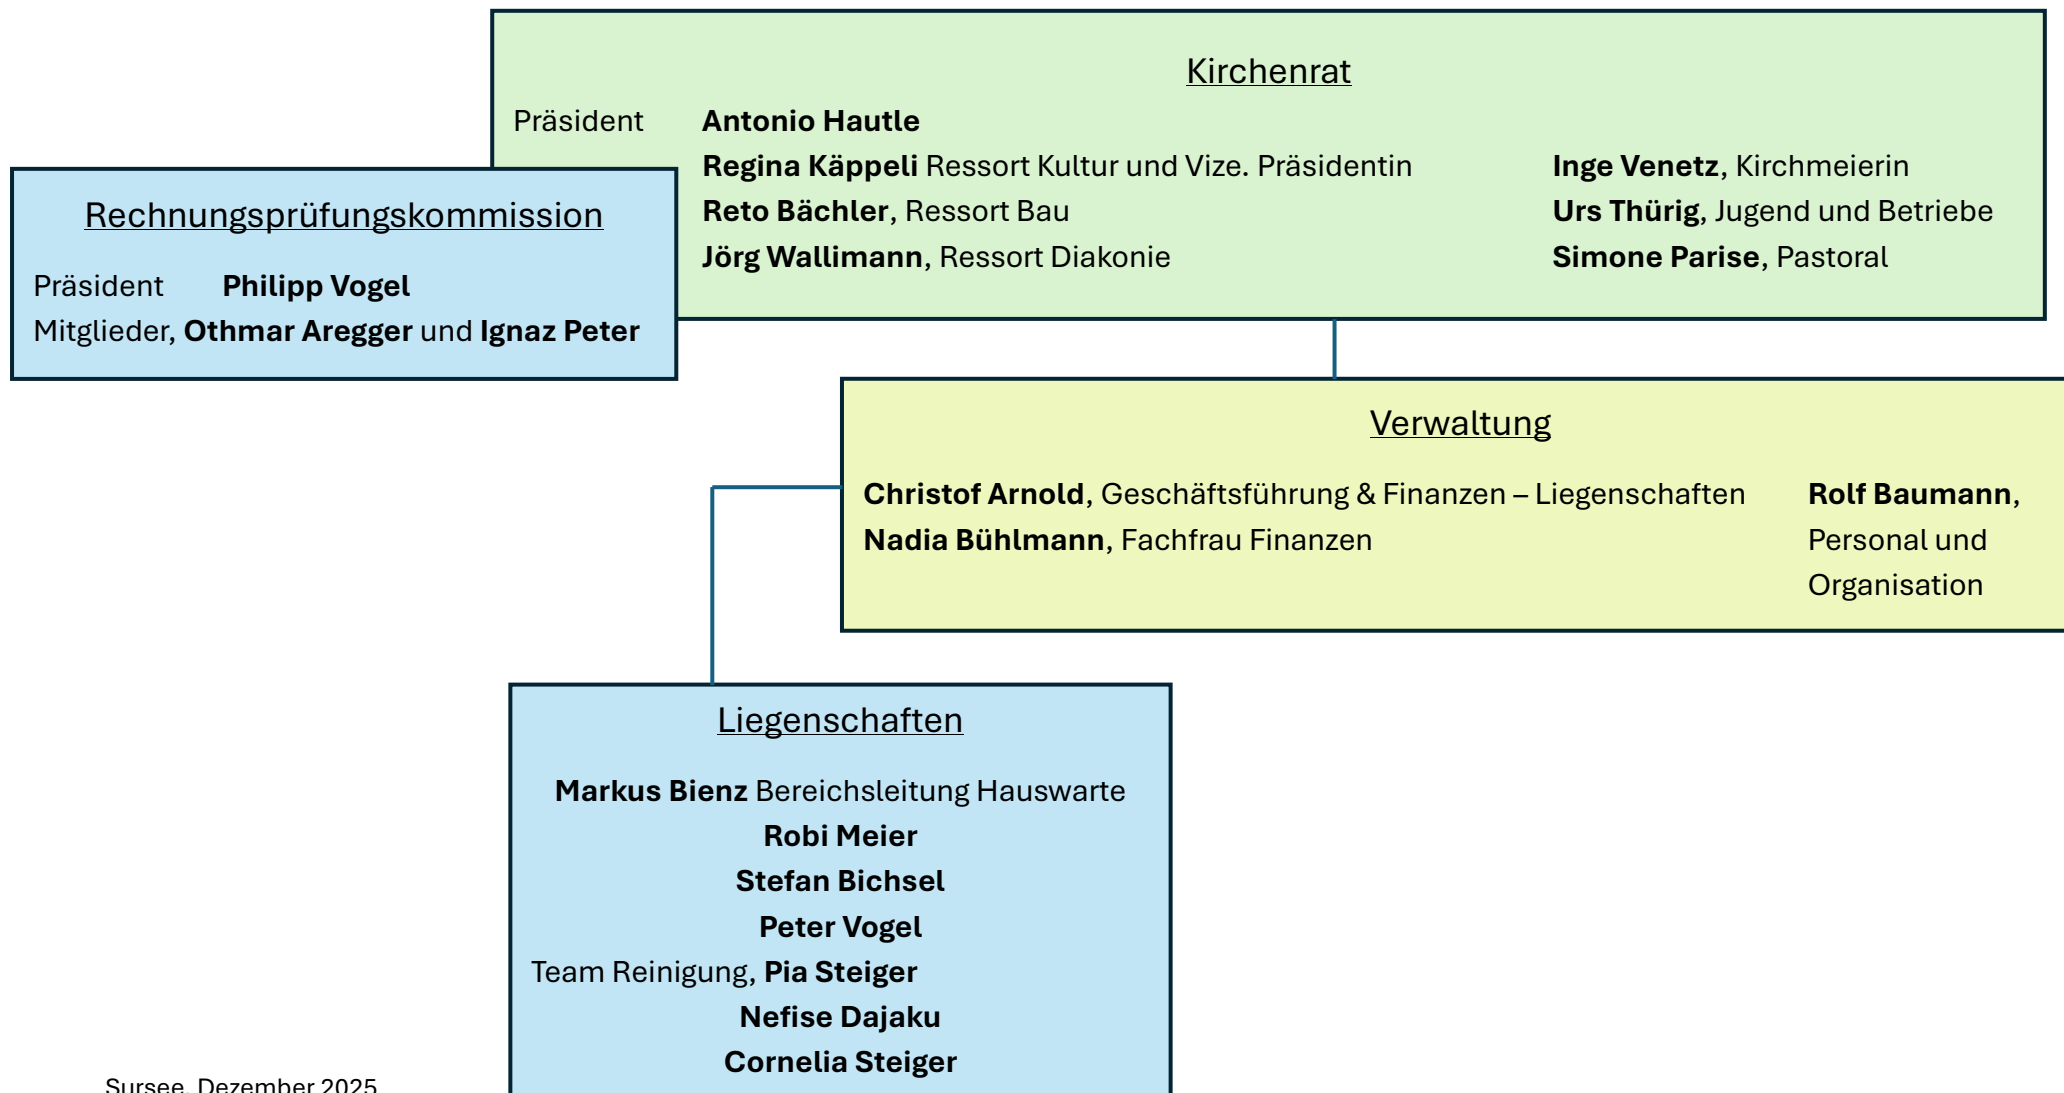 Kirchenrat
Präsident Antonio Hautle
Regina Käppeli Ressort Kultur und Vize. Präsidentin
Reto Bächler, Ressort Bau
Jörg Wallimann, Ressort Diakonie
Inge Venetz, Kirchmeierin
Urs Thürig, Jugend und Betriebe
Simone Parise, Pastoral
Rechnungsprüfungskommission
Präsident Philipp Vogel
Mitglieder, Othmar Aregger und Ignaz Peter
Verwaltung
Christof Arnold, Geschäftsführung & Finanzen – Liegenschaften
Nadia Bühlmann, Fachfrau Finanzen
Rolf Baumann,
Personal und
Organisation
Liegenschaften
Markus Bienz Bereichsleitung Hauswarte
Robi Meier
Stefan Bichsel
Peter Vogel
Team Reinigung, Pia Steiger
Nefise Dajaku
Cornelia Steiger
Sursee, Dezember 2025